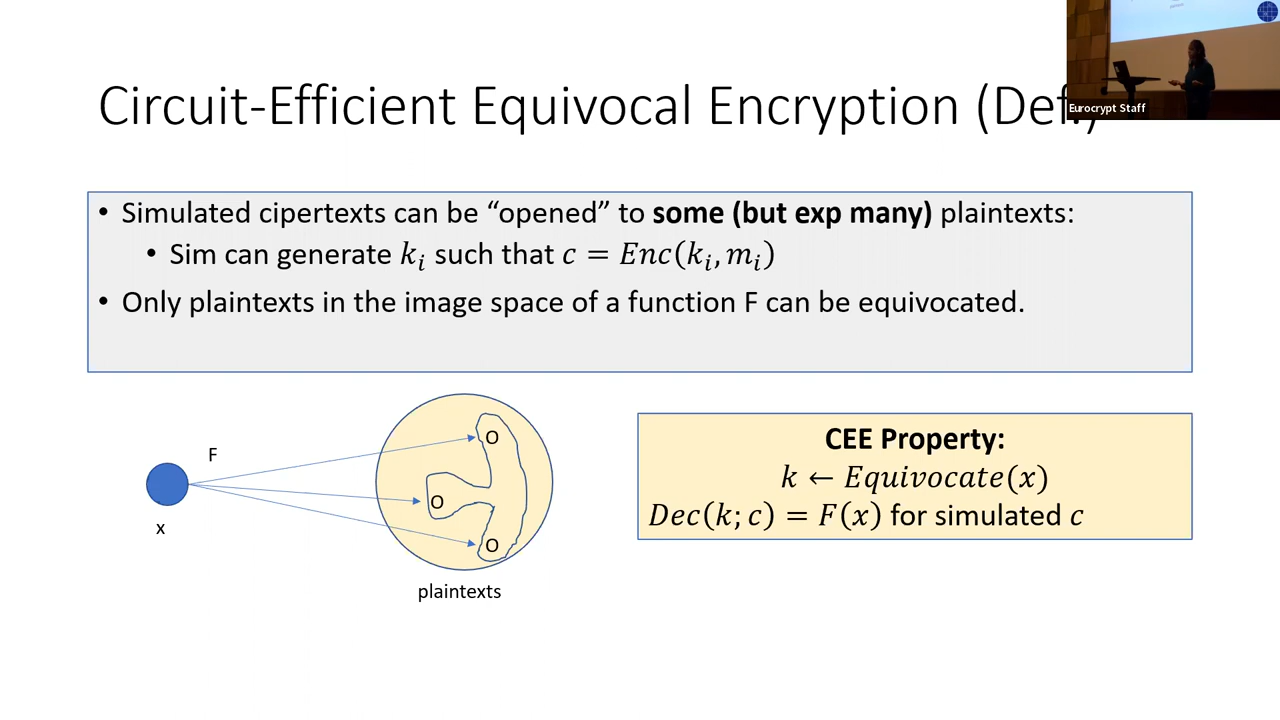 Circuit-Efficient Equivocal Encryption (Def.)
Eurocrypt Staff
• Simulated cipertexts can be “opened” to some (but exp many) plaintexts:
• Sim can generate kᵢ such that c = Enc(kᵢ, mᵢ)
• Only plaintexts in the image space of a function F can be equivocated.
F
x
O
O
O
plaintexts
CEE Property:
k ← Equivocate(x)
Dec(k; c) = F(x) for simulated c